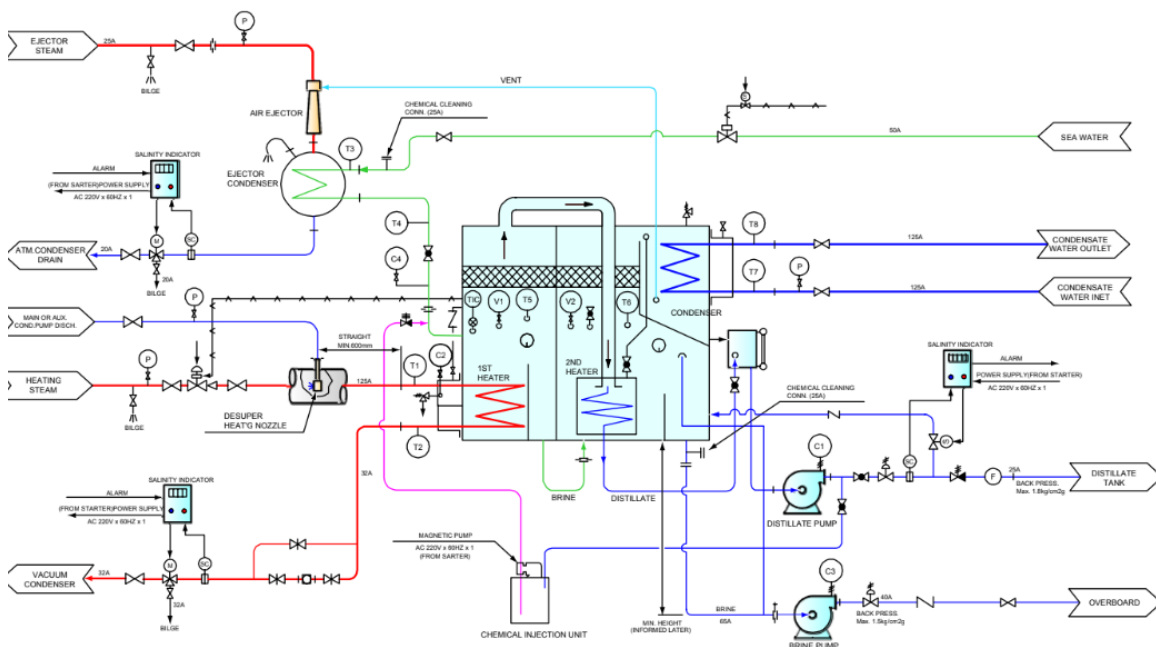 EJECTOR
STEAM
25A
P
BILGE
AIR EJECTOR
VENT
CHEMICAL CLEANING
CONN. (25A)
S
50A
SEA WATER
SALINITY INDICATOR
ALARM
(FROM SARTER)POWER SUPPLY
AC 220V x 60HZ x 1
EJECTOR
CONDENSER
T3
T4
T8
125A
CONDENSATE
WATER OUTLET
ATM.CONDENSER
DRAIN
20A
M
SC
20A
BILGE
C4
T7
P
125A
CONDENSATE
WATER INET
TIC
V1
T5
V2
T6
CONDENSER
P
MAIN OR AUX.
COND.PUMP DISCH.
STRAIGHT
MIN.600mm
SALINITY INDICATOR
ALARM
POWER SUPPLY(FROM STARTER)
AC 220V x 60HZ x 1
P
C2
1ST
HEATER
2ND
HEATER
T1
HEATING
STEAM
125A
CHEMICAL CLEANING
CONN. (25A)
BILGE
DESUPER
HEAT'G NOZZLE
T2
C1
SC
F
25A
BACK PRESS.
Max. 1.8kg/cm2g
DISTILLATE
TANK
32A
BRINE
DISTILLATE
DISTILLATE PUMP
SALINITY INDICATOR
ALARM
(FROM STARTER)POWER SUPPLY
AC 220V x 60HZ x 1
MAGNETIC PUMP
AC 220V x 60HZ x 1
(FROM SARTER)
M
SC
VACUUM
CONDENSER
32A
32A
BILGE
CHEMICAL INJECTION UNIT
MIN. HEIGHT
(INFORMED LATER)
BRINE
65A
C3
40A
BACK PRESS.
Max. 1.5kg/cm2g
OVERBOARD
BRINE PUMP